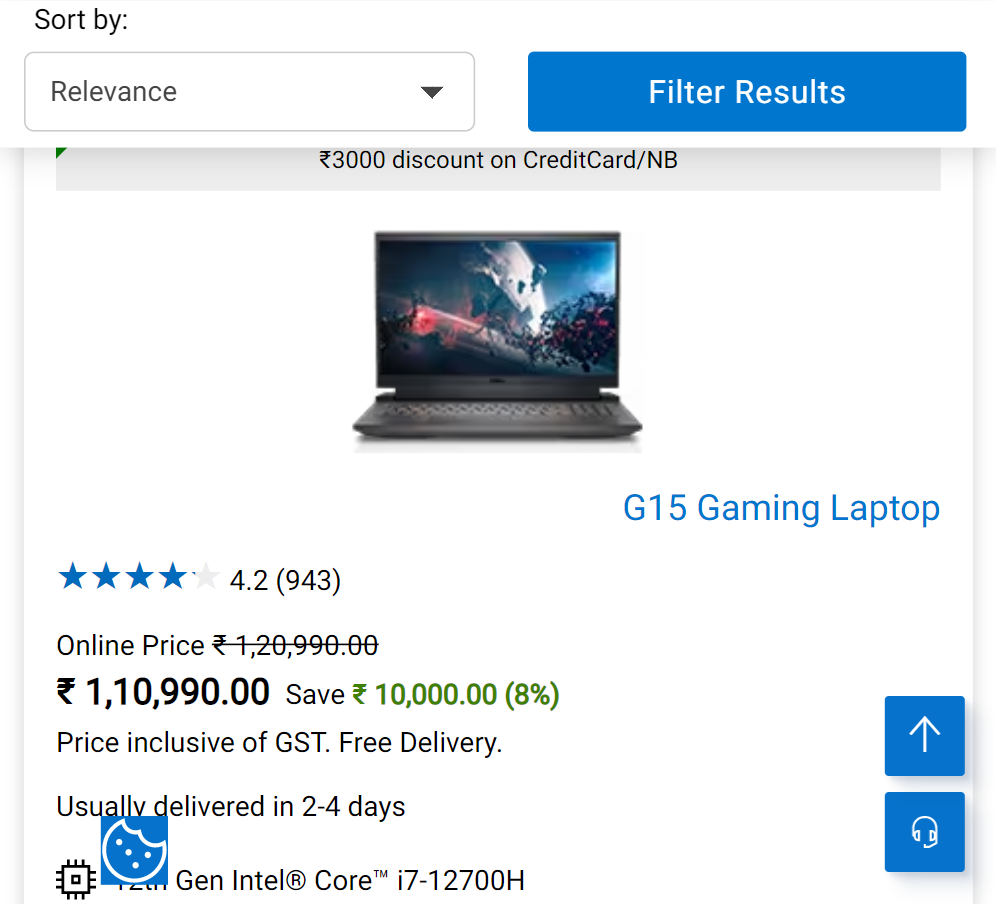 Sort by:
Relevance
Filter Results
₹3000 discount on CreditCard/NB
G15 Gaming Laptop
4.2 (943)
Online Price ₹ 1,20,990.00
₹ 1,10,990.00 Save ₹ 10,000.00 (8%)
Price inclusive of GST. Free Delivery.
Usually delivered in 2-4 days
12th Gen Intel® Core™ i7-12700H